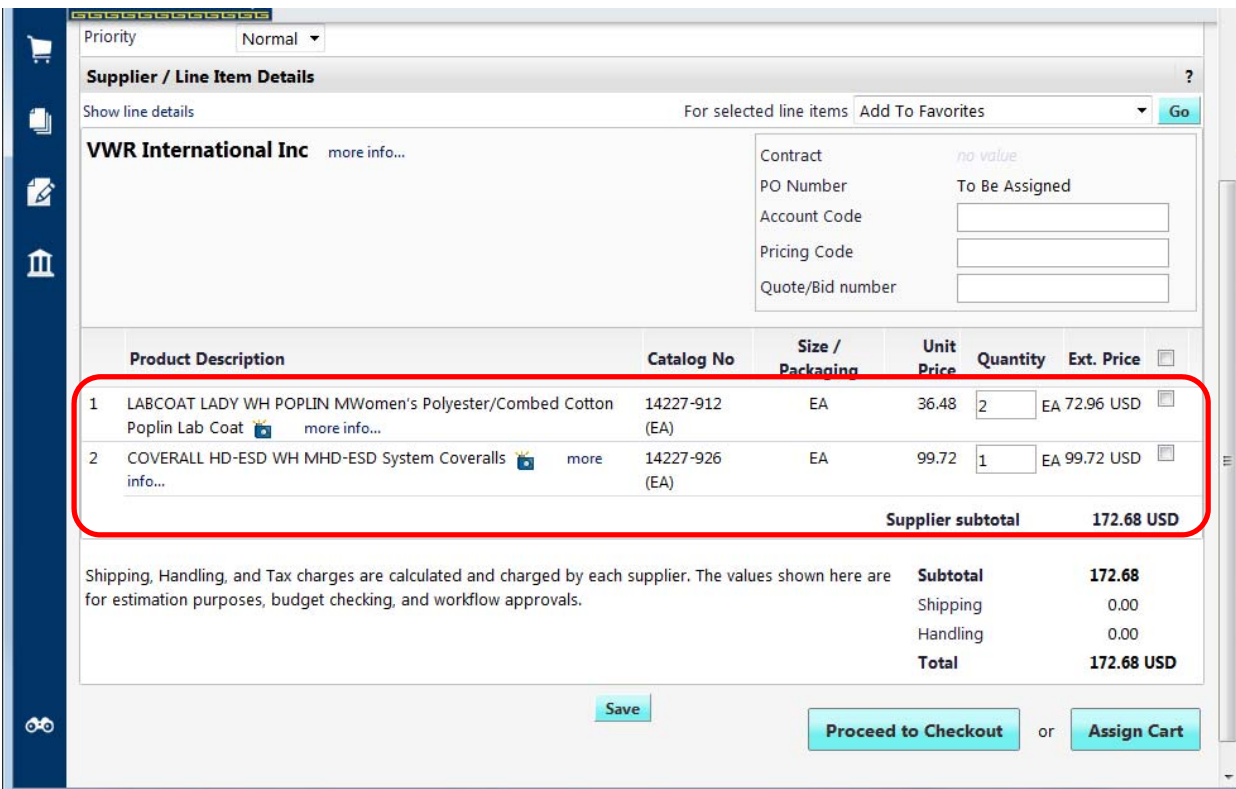 Priority Normal
Supplier / Line Item Details ?
Show line details For selected line items Add To Favorites Go
VWR International Inc more info...
Contract no value
PO Number To Be Assigned
Account Code
Pricing Code
Quote/Bid number
Product Description Catalog No Size / Packaging Unit Price Quantity Ext. Price
1 LABCOAT LADY WH POPLIN MWomen's Polyester/Combed Cotton 14227-912 EA 36.48 2 EA 72.96 USD
Poplin Lab Coat more info... (EA)
2 COVERALL HD-ESD WH MHD-ESD System Coveralls more 14227-926 EA 99.72 1 EA 99.72 USD
info... (EA)
Supplier subtotal 172.68 USD
Shipping, Handling, and Tax charges are calculated and charged by each supplier. The values shown here are Subtotal 172.68
for estimation purposes, budget checking, and workflow approvals. Shipping 0.00
Handling 0.00
Total 172.68 USD
Save
Proceed to Checkout or Assign Cart